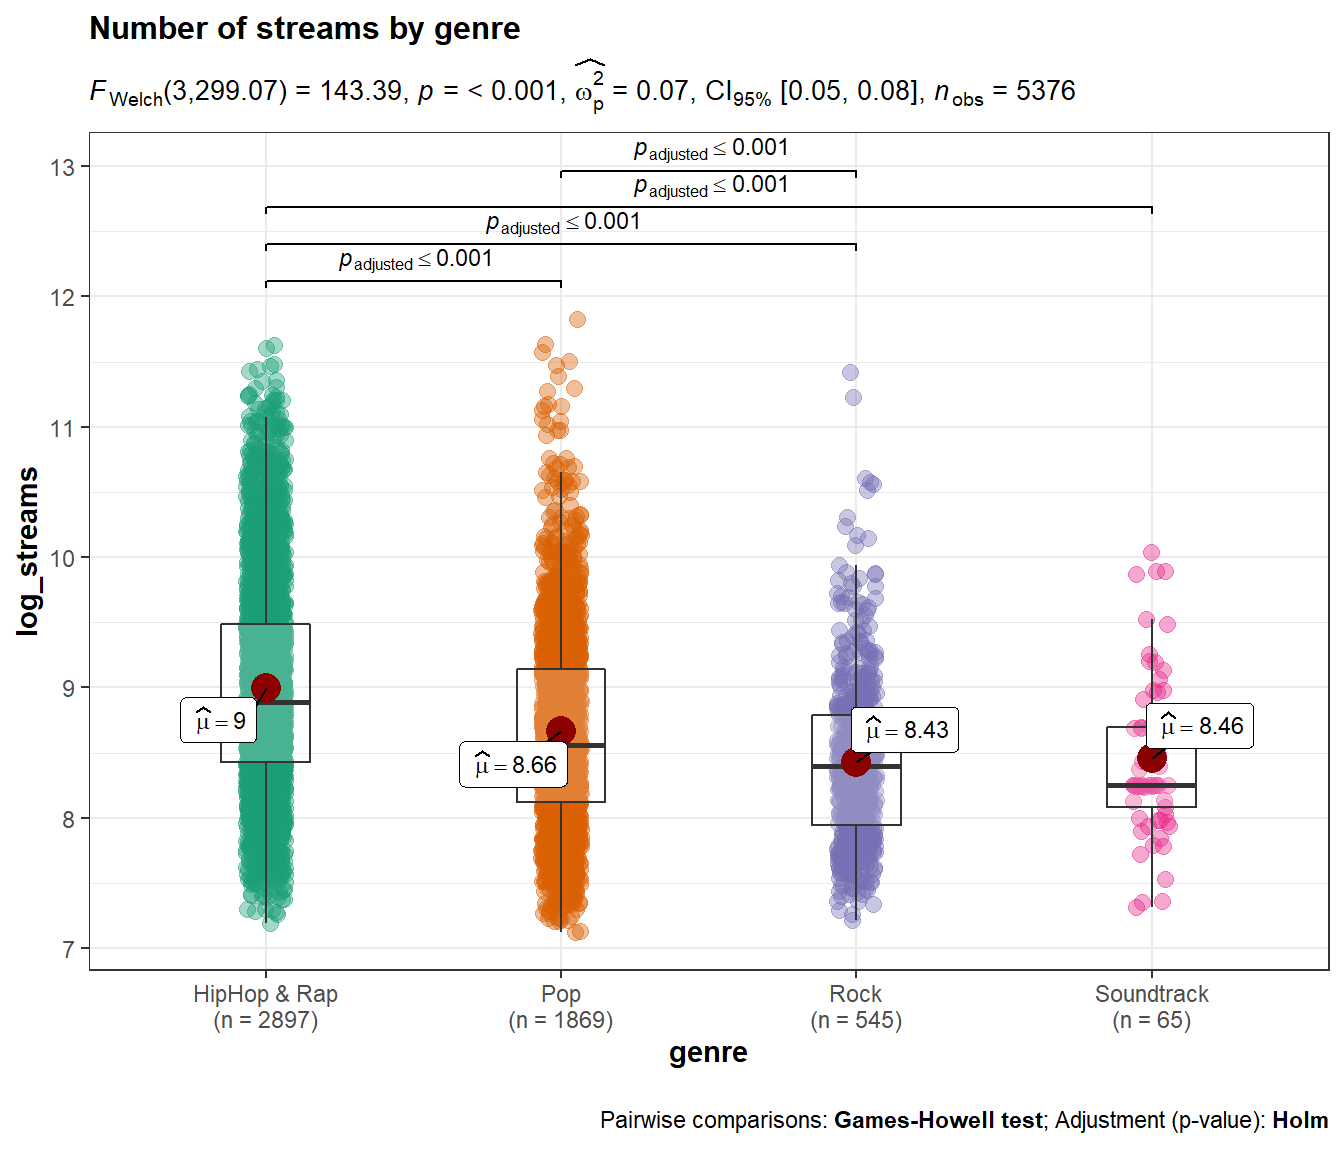 Number of streams by genre
F Welch(3,299.07) = 143.39, p = < 0.001, ω̂²p = 0.07, CI95% [0.05, 0.08], nobs = 5376
padjusted ≤ 0.001
padjusted ≤ 0.001
padjusted ≤ 0.001
padjusted ≤ 0.001
13
12
11
10
9
8
7
log_streams
μ̂ = 9
μ̂ = 8.66
μ̂ = 8.43
μ̂ = 8.46
HipHop & Rap Pop Rock Soundtrack
(n = 2897) (n = 1869) (n = 545) (n = 65)
genre
Pairwise comparisons: Games-Howell test; Adjustment (p-value): Holm